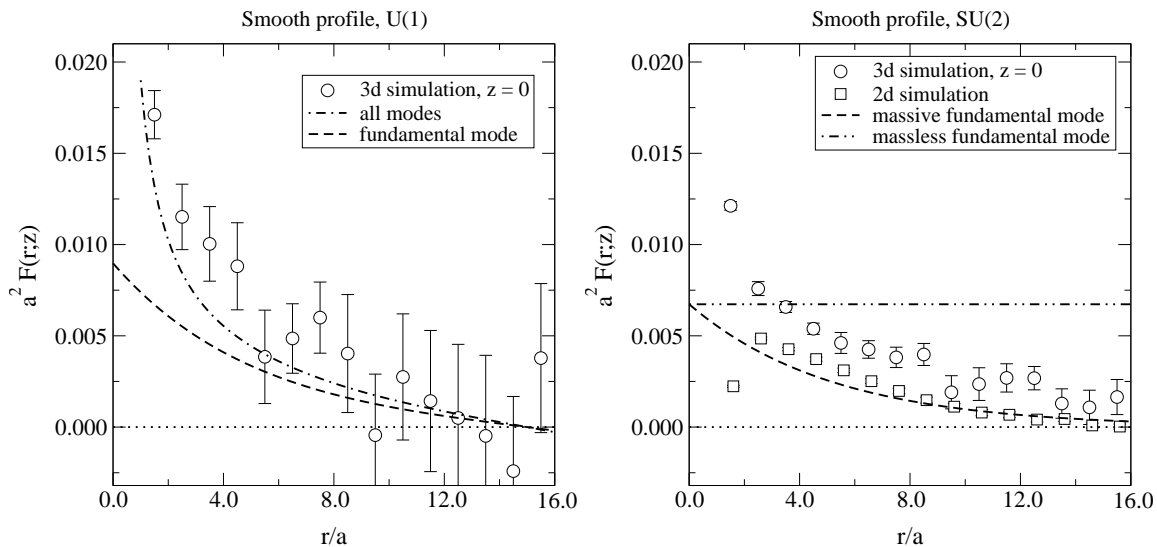 Smooth profile, U(1)
0.020
0.015
0.010
0.005
0.000
a² F(r;z)
3d simulation, z = 0
all modes
fundamental mode
0.0 4.0 8.0 12.0 16.0
r/a
Smooth profile, SU(2)
0.020
0.015
0.010
0.005
0.000
a² F(r;z)
3d simulation, z = 0
2d simulation
massive fundamental mode
massless fundamental mode
0.0 4.0 8.0 12.0 16.0
r/a